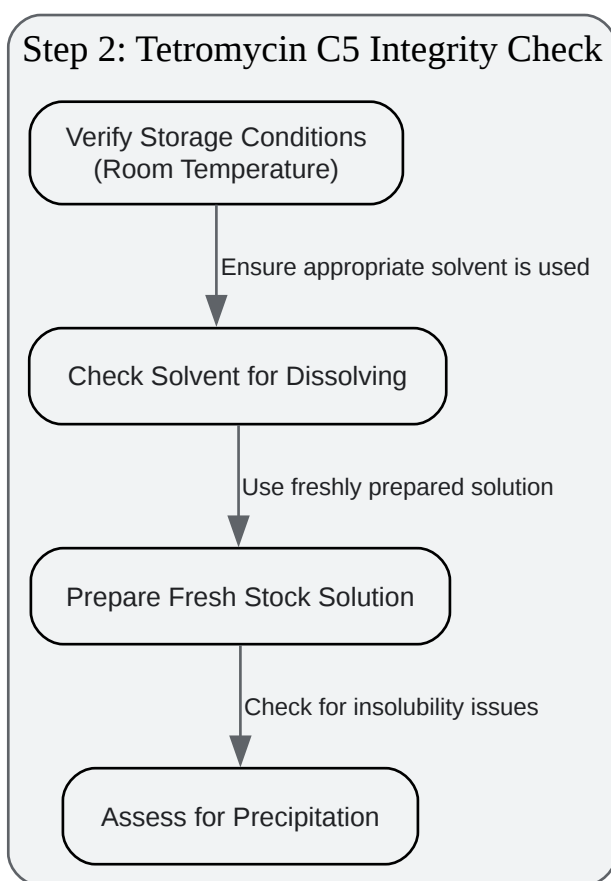 Step 2: Tetromycin C5 Integrity Check
Verify Storage Conditions
(Room Temperature)
Ensure appropriate solvent is used
Check Solvent for Dissolving
Use freshly prepared solution
Prepare Fresh Stock Solution
Check for insolubility issues
Assess for Precipitation